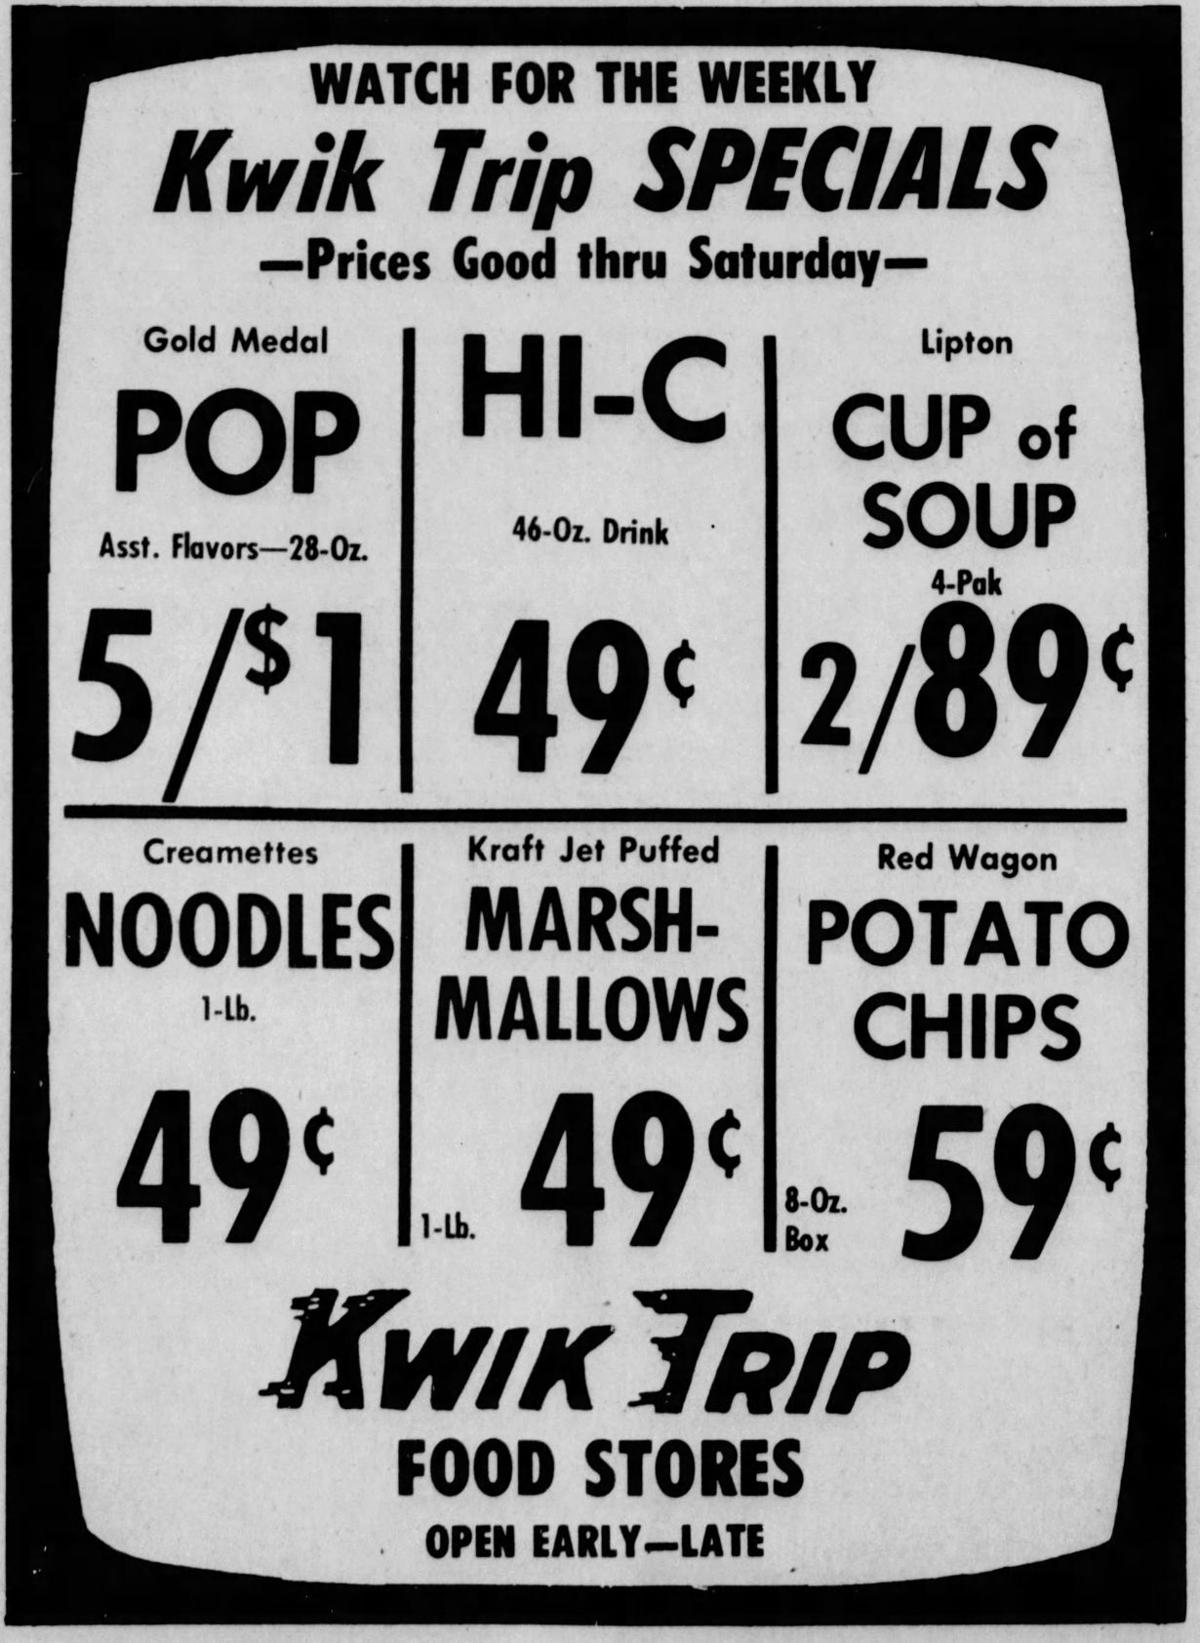 WATCH FOR THE WEEKLY
Kwik Trip SPECIALS
—Prices Good thru Saturday—
Gold Medal
POP
Asst. Flavors—28-Oz.
5/$1
HI-C
46-Oz. Drink
49¢
Lipton
CUP of
SOUP
4-Pak
2/89¢
Creamettes
NOODLES
1-Lb.
49¢
Kraft Jet Puffed
MARSH-
MALLOWS
1-Lb. 49¢
Red Wagon
POTATO
CHIPS
8-Oz.
Box
59¢
KWIK TRIP
FOOD STORES
OPEN EARLY—LATE